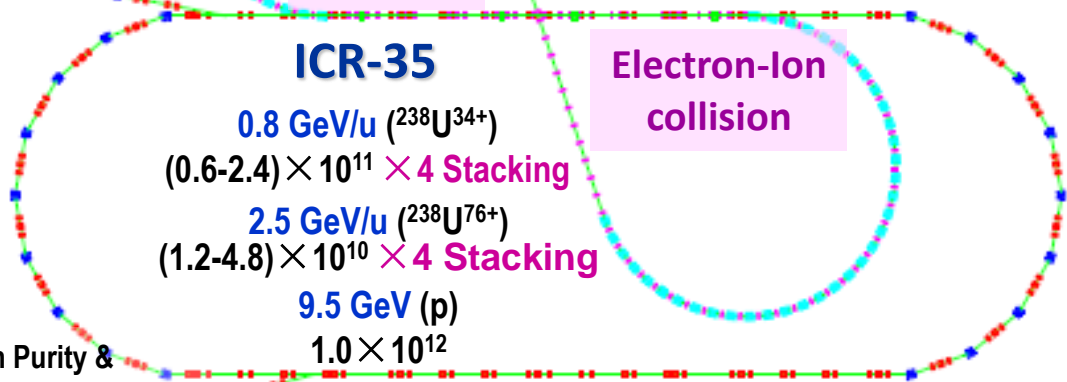 ICR-35
Electron-Ion
collision
0.8 GeV/u (²³⁸U³⁴⁺)
(0.6-2.4)×10¹¹ ×4 Stacking
2.5 GeV/u (²³⁸U⁷⁶⁺)
(1.2-4.8)×10¹⁰ ×4 Stacking
9.5 GeV (p)
1.0×10¹²
Purity &